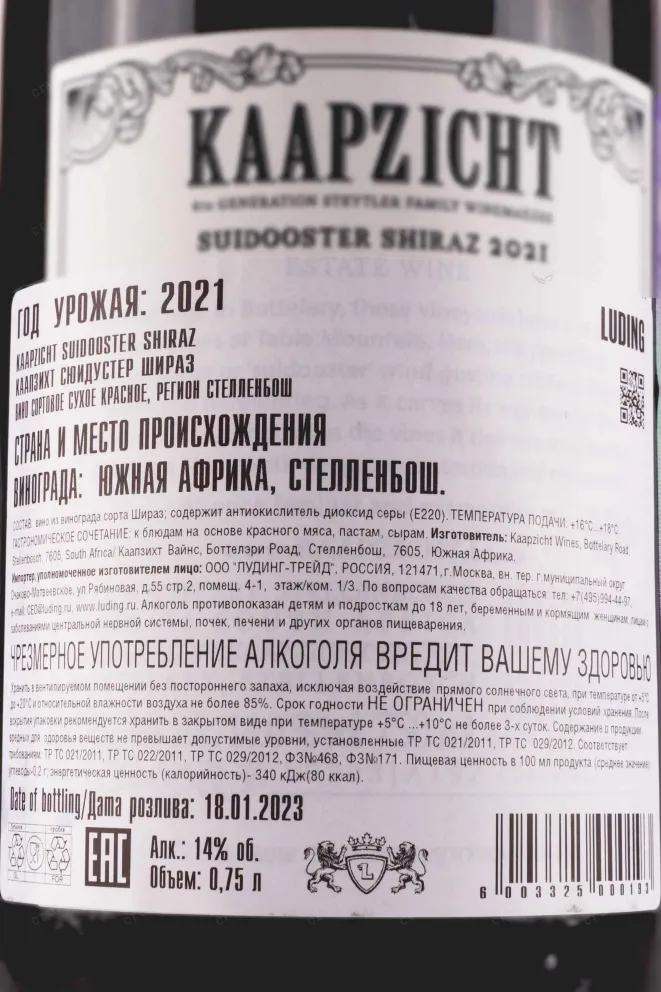 KAAPZICHT
6TH GENERATION STEYTLER FAMILY WINEMAKERS
SUIDOOSTER SHIRAZ 2021
ESTATE WINE
ГОД УРОЖАЯ: 2021
LUDING
KAAPZICHT SUIDOOSTER SHIRAZ
КААПЗИХТ СЮИДУСТЕР ШИРАЗ
ВИНО СОРТОВОЕ СУХОЕ КРАСНОЕ, РЕГИОН СТЕЛЛЕНБОШ
СТРАНА И МЕСТО ПРОИСХОЖДЕНИЯ
ВИНОГРАДА: ЮЖНАЯ АФРИКА, СТЕЛЛЕНБОШ.
СОСТАВ: вино из винограда сорта Шираз; содержит антиокислитель диоксид серы (Е220). ТЕМПЕРАТУРА ПОДАЧИ: +16°С...+18°С.
ГАСТРОНОМИЧЕСКОЕ СОЧЕТАНИЕ: к блюдам на основе красного мяса, пастам, сырам. Изготовитель: Kaapzicht Wines, Bottelary Road,
Stellenbosch, 7605, South Africa/ Каапзихт Вайнс, Боттелэри Роад, Стелленбош, 7605, Южная Африка.
Импортер, уполномоченное изготовителем лицо: ООО "ЛУДИНГ-ТРЕЙД", РОССИЯ, 121471, г.Москва, вн. тер. г.муниципальный округ
Очаково-Матвеевское, ул Рябиновая, д.55 стр.2, помещ. 4-1, этаж/ком. 1/3. По вопросам качества обращаться: тел: +7(495)994-44-97,
e-mail: CEO@luding.ru, www.luding.ru. Алкоголь противопоказан детям и подросткам до 18 лет, беременным и кормящим женщинам, лицам с
заболеваниями центральной нервной системы, почек, печени и других органов пищеварения.
ЧРЕЗМЕРНОЕ УПОТРЕБЛЕНИЕ АЛКОГОЛЯ ВРЕДИТ ВАШЕМУ ЗДОРОВЬЮ
Хранить в вентилируемом помещении без постороннего запаха, исключая воздействие прямого солнечного света, при температуре от +5°С
до +20°С и относительной влажности воздуха не более 85%. Срок годности НЕ ОГРАНИЧЕН при соблюдении условий хранения. После
вскрытия упаковки рекомендуется хранить в закрытом виде при температуре +5°С ...+10°С не более 3-х суток. Содержание в продукции
вредных для здоровья веществ не превышает допустимые уровни, установленные ТР ТС 021/2011, ТР ТС 029/2012. Соответствует
требованиям: ТР ТС 021/2011, ТР ТС 022/2011, ТР ТС 029/2012, ФЗ№468, ФЗ№171. Пищевая ценность в 100 мл продукта (среднее значение):
углеводы-0,2 г; энергетическая ценность (калорийность)- 340 кДж(80 ккал).
Date of bottling/Дата розлива: 18.01.2023
EAC
Алк.: 14% об.
Объем: 0,75 л
L
6 003325 000193